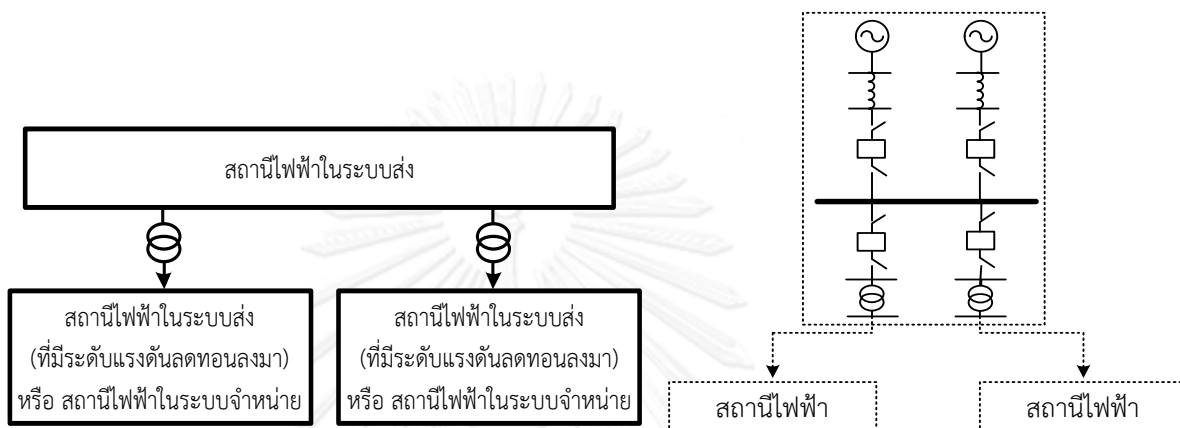 สถานีไฟฟ้าในระบบส่ง
สถานีไฟฟ้าในระบบส่ง
(ที่มีระดับแรงดันลดทอนลงมา)
หรือ สถานีไฟฟ้าในระบบจำหน่าย
สถานีไฟฟ้าในระบบส่ง
(ที่มีระดับแรงดันลดทอนลงมา)
หรือ สถานีไฟฟ้าในระบบจำหน่าย
สถานีไฟฟ้า
สถานีไฟฟ้า